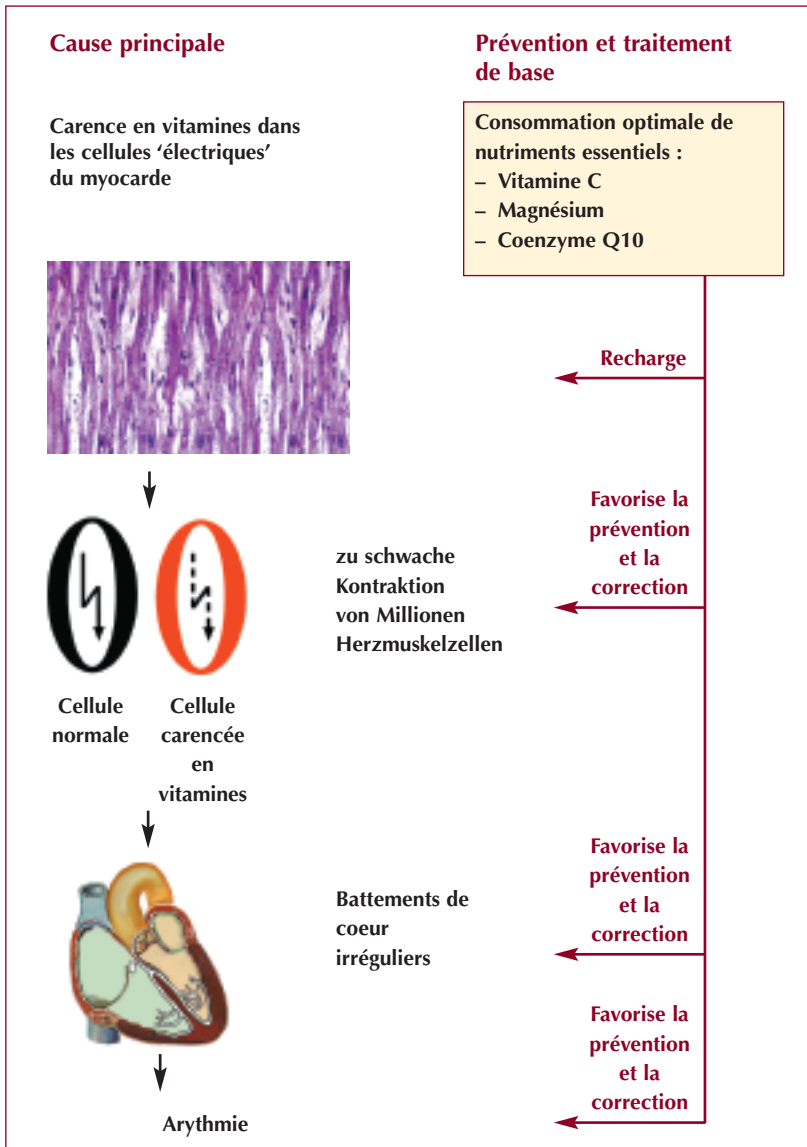 Cause principale
Prévention et traitement
de base
Carence en vitamines dans
les cellules ‘électriques’
du myocarde
Consommation optimale de
nutriments essentiels :
– Vitamine C
– Magnésium
– Coenzyme Q10
Recharge
Favorise la
prévention
et la
correction
zu schwache
Kontraktion
von Millionen
Herzmuskelzellen
Cellule
normale
Cellule
carencée
en
vitamines
Favorise la
prévention
et la
correction
Battements de
coeur
irréguliers
Favorise la
prévention
et la
correction
Arythmie